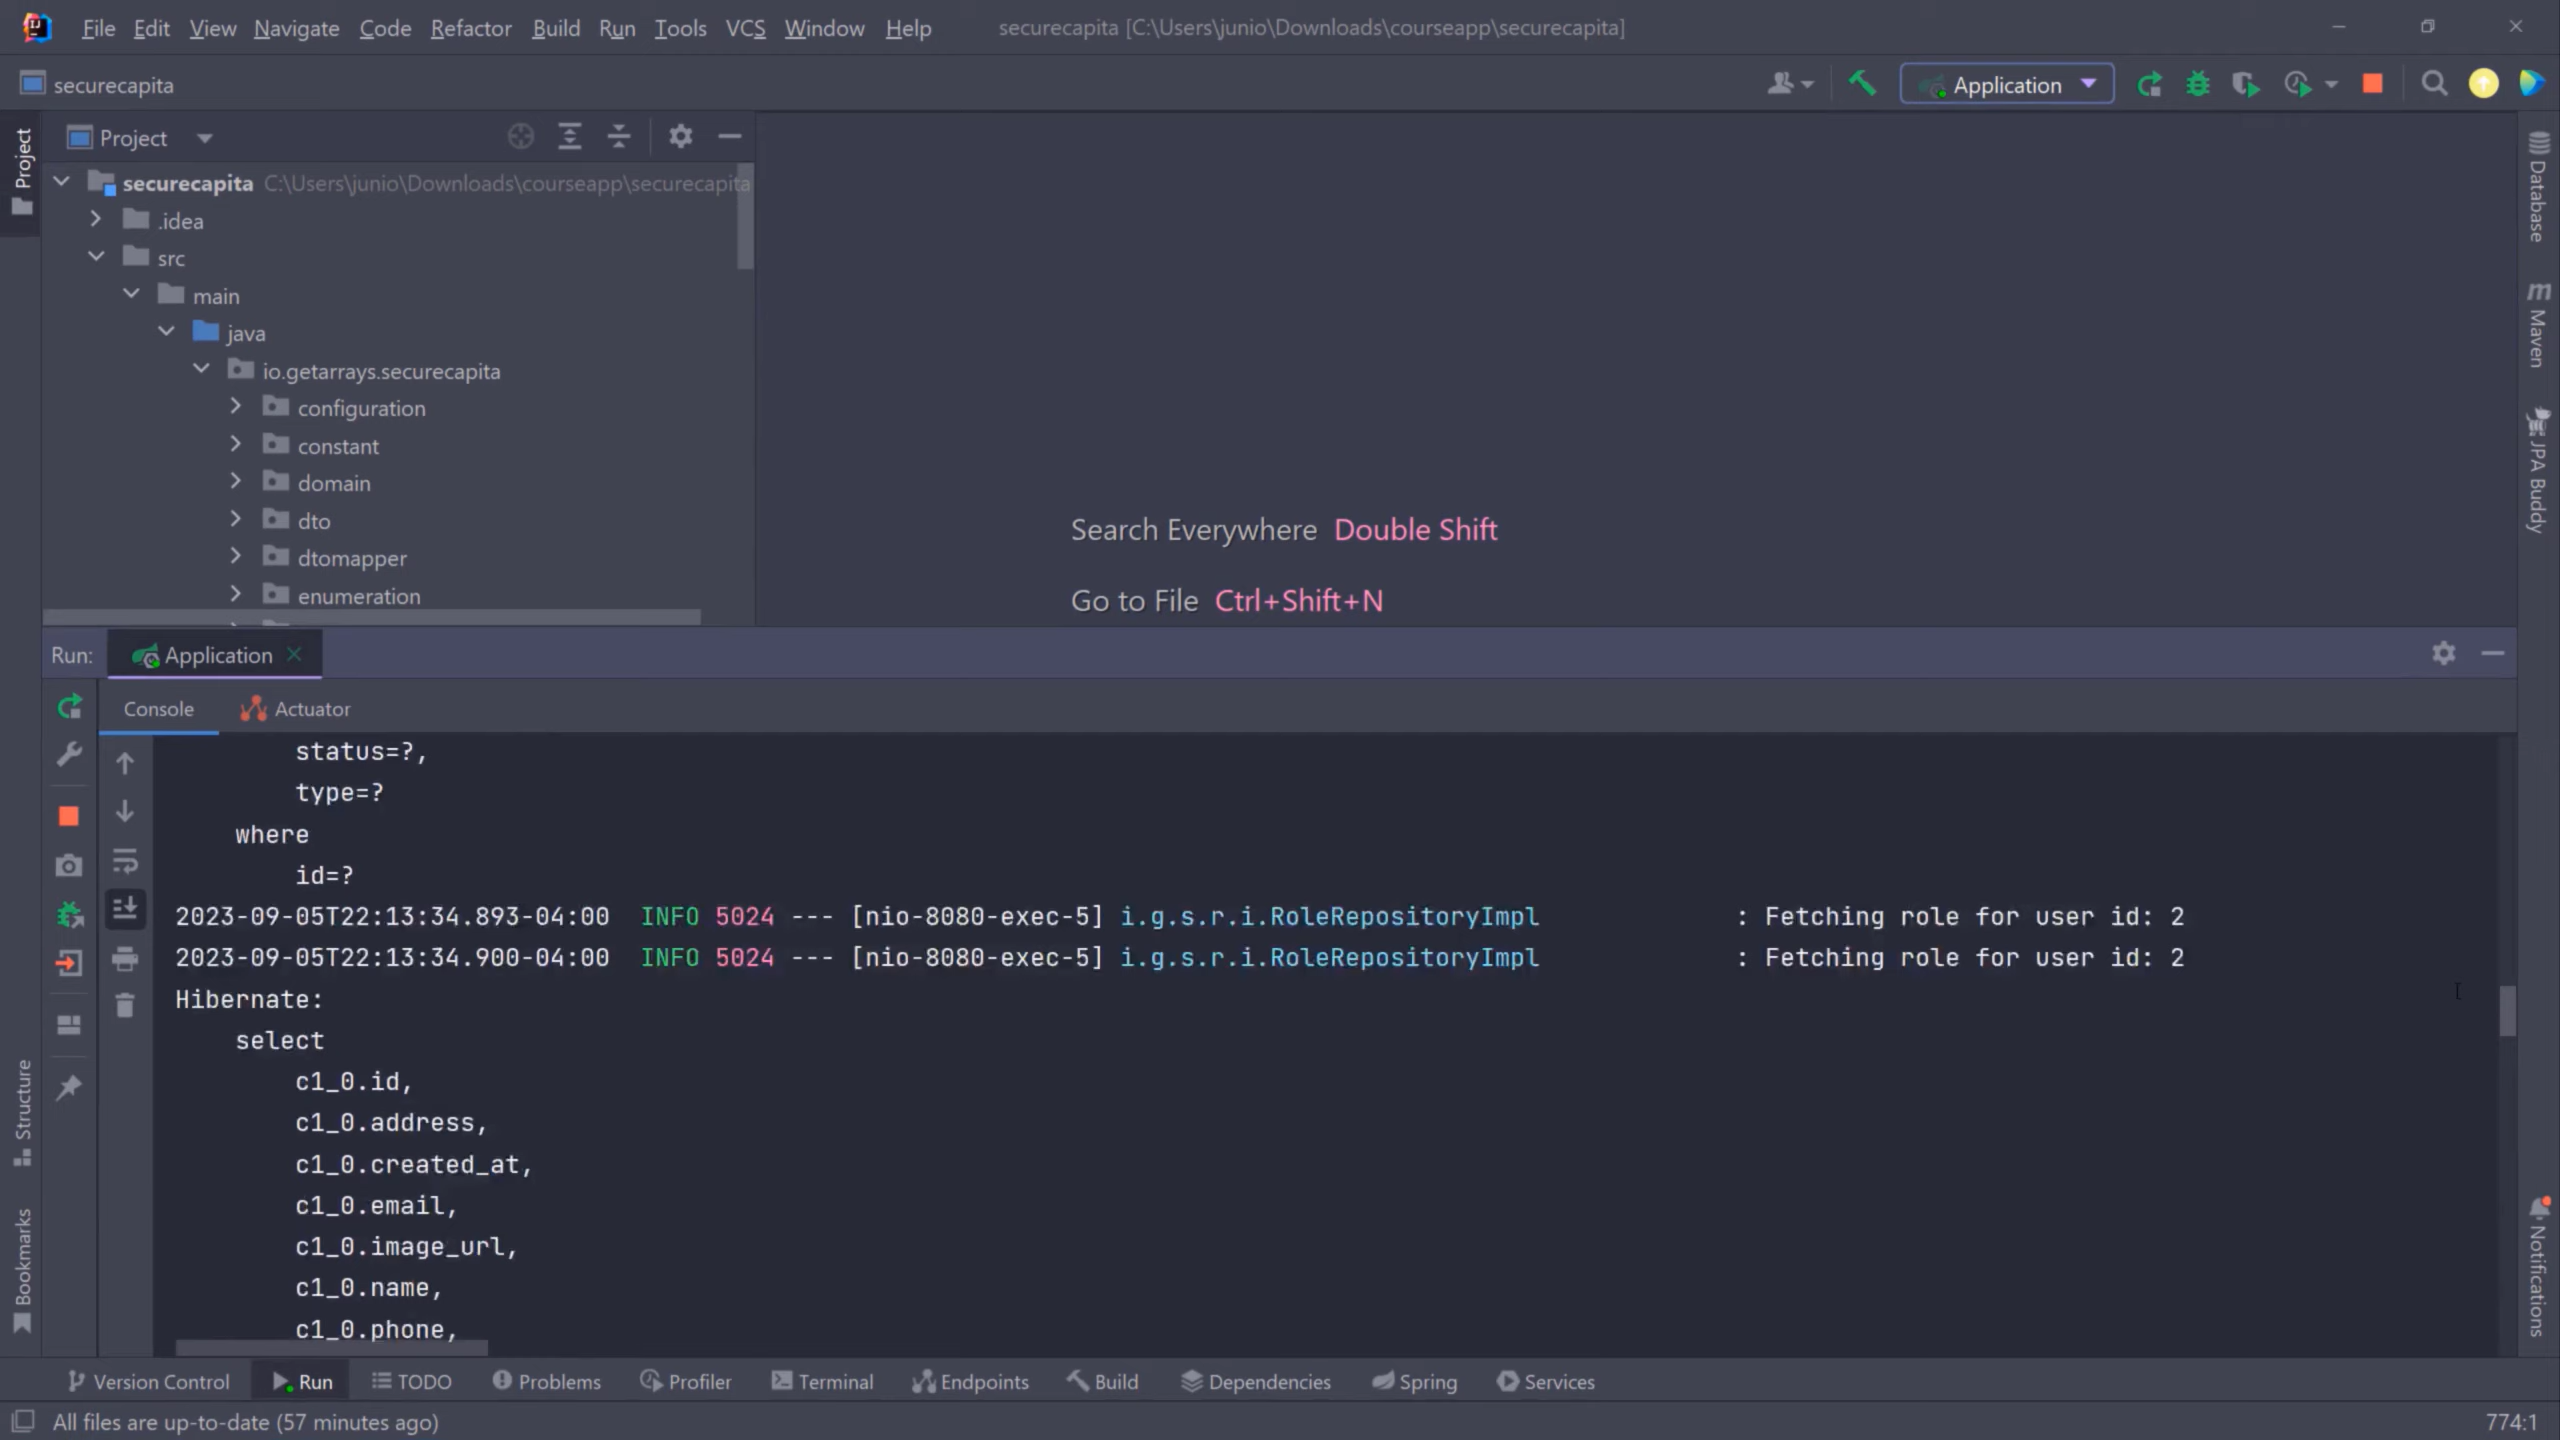 File Edit View Navigate Code Refactor Build Run Tools VCS Window Help securecapita [C:\Users\junio\Downloads\courseapp\securecapita]
securecapita Application
Project
Project
securecapita C:\Users\junio\Downloads\courseapp\securecapita
.idea
src
main
java
io.getarrays.securecapita
configuration
constant
domain
dto
dtomapper
enumeration
Search Everywhere Double Shift
Go to File Ctrl+Shift+N
Database
Maven
JPA Buddy
Run: Application
Console Actuator
status=?,
type=?
where
id=?
2023-09-05T22:13:34.893-04:00 INFO 5024 --- [nio-8080-exec-5] i.g.s.r.i.RoleRepositoryImpl : Fetching role for user id: 2
2023-09-05T22:13:34.900-04:00 INFO 5024 --- [nio-8080-exec-5] i.g.s.r.i.RoleRepositoryImpl : Fetching role for user id: 2
Hibernate:
select
c1_0.id,
c1_0.address,
c1_0.created_at,
c1_0.email,
c1_0.image_url,
c1_0.name,
c1_0.phone,
Structure
Bookmarks
Notifications
Version Control Run TODO Problems Profiler Terminal Endpoints Build Dependencies Spring Services
All files are up-to-date (57 minutes ago) 774:1